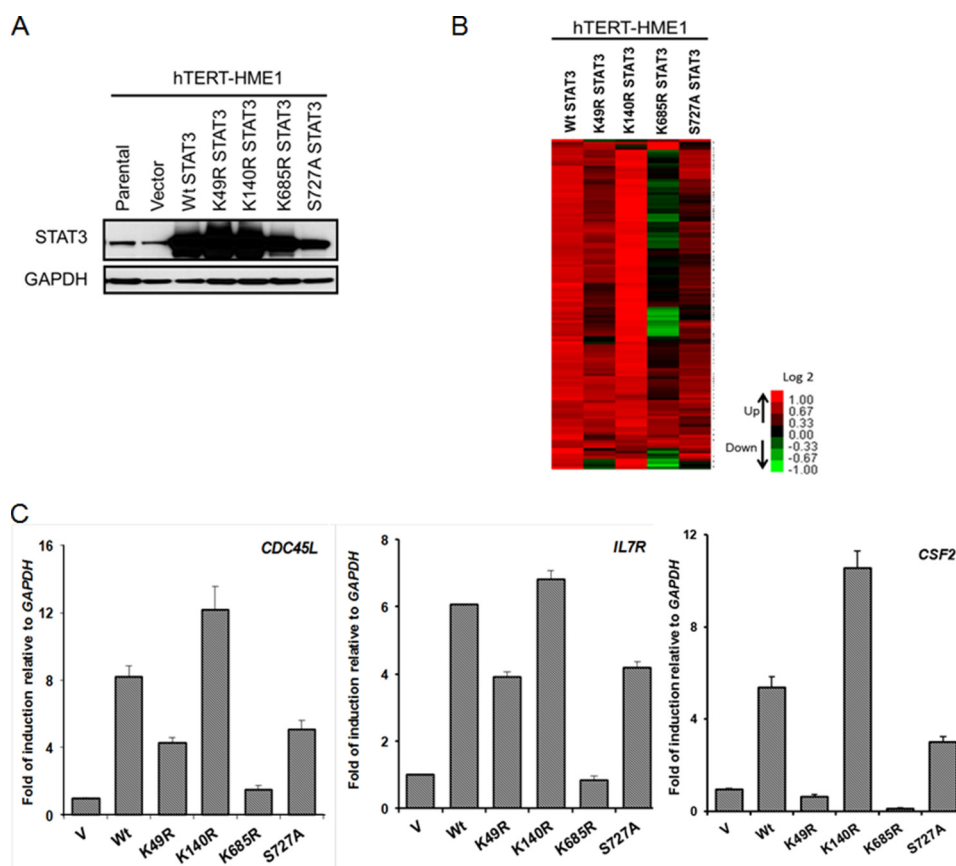 A
hTERT-HME1
Parental
Vector
Wt STAT3
K49R STAT3
K140R STAT3
K685R STAT3
S727A STAT3
STAT3
GAPDH
B
hTERT-HME1
Wt STAT3
K49R STAT3
K140R STAT3
K685R STAT3
S727A STAT3
Log 2
Up
Down
1.00
0.67
0.33
0.00
-0.33
-0.67
-1.00
C
CDC45L
Fold of induction relative to GAPDH
16
12
8
4
0
V
Wt
K49R
K140R
K685R
S727A
IL7R
Fold of induction relative to GAPDH
8
6
4
2
0
V
Wt
K49R
K140R
K685R
S727A
CSF2
Fold of induction relative to GAPDH
12
8
4
0
V
Wt
K49R
K140R
K685R
S727A